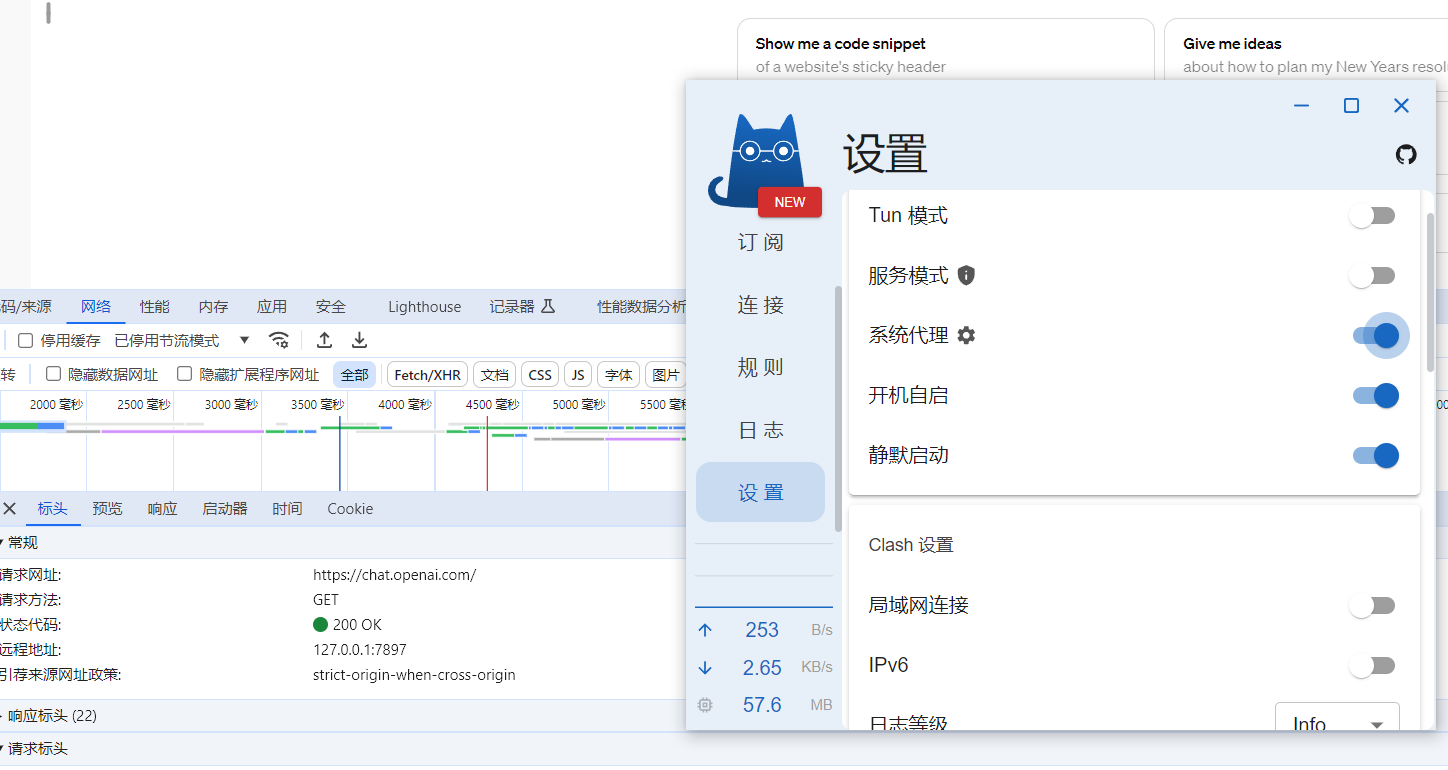 Show me a code snippet
of a website's sticky header
Give me ideas
about how to plan my New Years resol
NEW
设置
订阅
连接
规则
日志
设置
253 B/s
2.65 KB/s
57.6 MB
Tun 模式
服务模式
系统代理
开机自启
静默启动
Clash 设置
局域网连接
IPv6
日志等级
Info
码/来源 网络 性能 内存 应用 安全 Lighthouse 记录器 性能数据分析
停用缓存 已停用节流模式
转 隐藏数据网址 隐藏扩展程序网址 全部 Fetch/XHR 文档 CSS JS 字体 图片
2000 毫秒 2500 毫秒 3000 毫秒 3500 毫秒 4000 毫秒 4500 毫秒 5000 毫秒 5500 毫秒
标头 预览 响应 启动器 时间 Cookie
常规
请求网址: https://chat.openai.com/
请求方法: GET
状态代码: 200 OK
远程地址: 127.0.0.1:7897
引荐来源网址政策: strict-origin-when-cross-origin
响应标头 (22)
请求标头